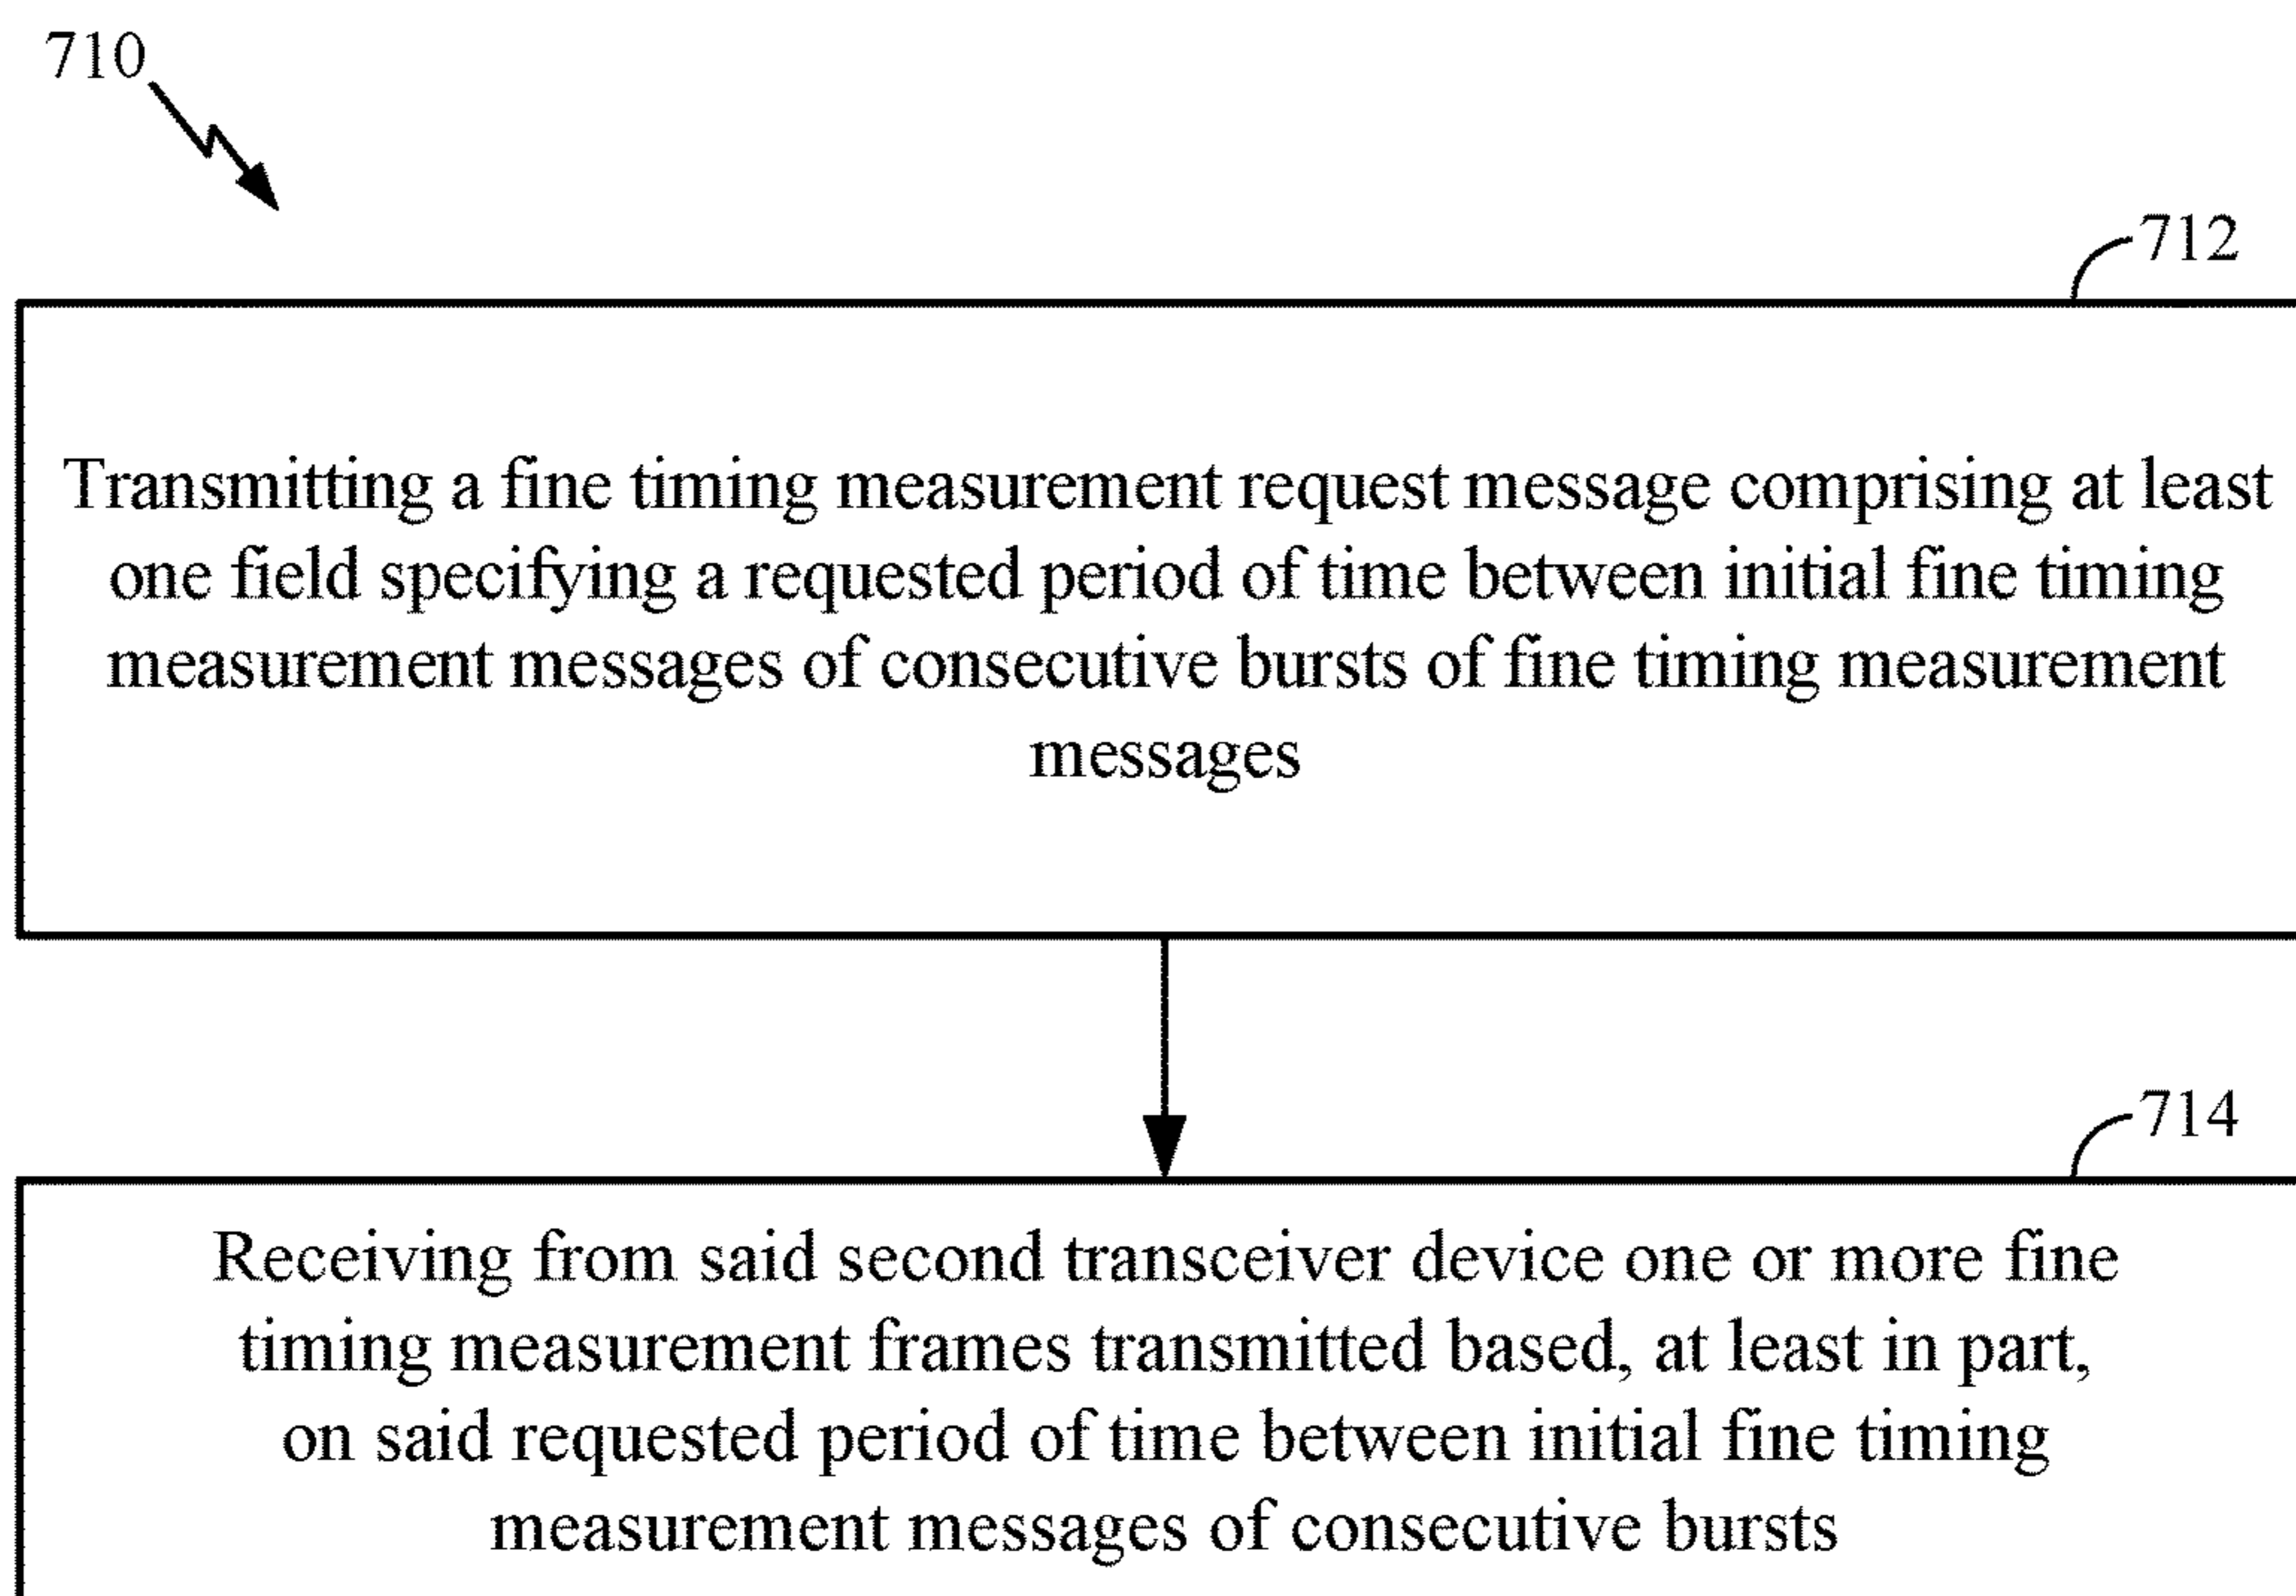 710
712
Transmitting a fine timing measurement request message comprising at least
one field specifying a requested period of time between initial fine timing
measurement messages of consecutive bursts of fine timing measurement
messages
714
Receiving from said second transceiver device one or more fine
timing measurement frames transmitted based, at least in part,
on said requested period of time between initial fine timing
measurement messages of consecutive bursts